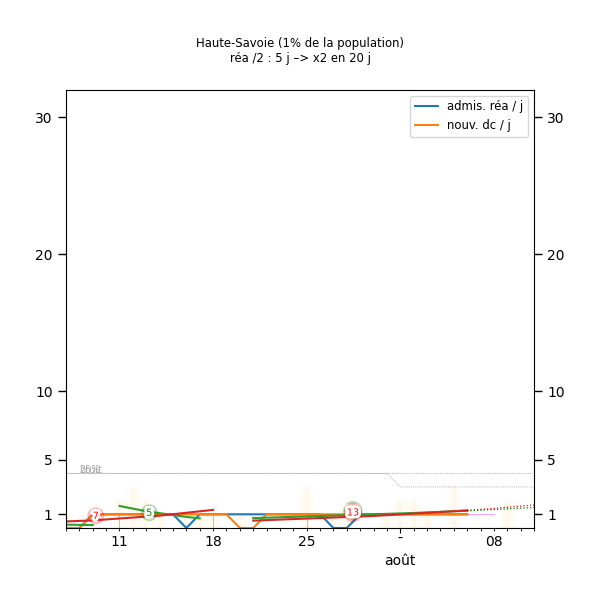 Haute-Savoie (1% de la population)
réa /2 : 5 j –> x2 en 20 j
admis. réa / j
nouv. dc / j
30 30
20 20
10 10
5 5
1 1
7 5 13
11 18 25 - 08
août